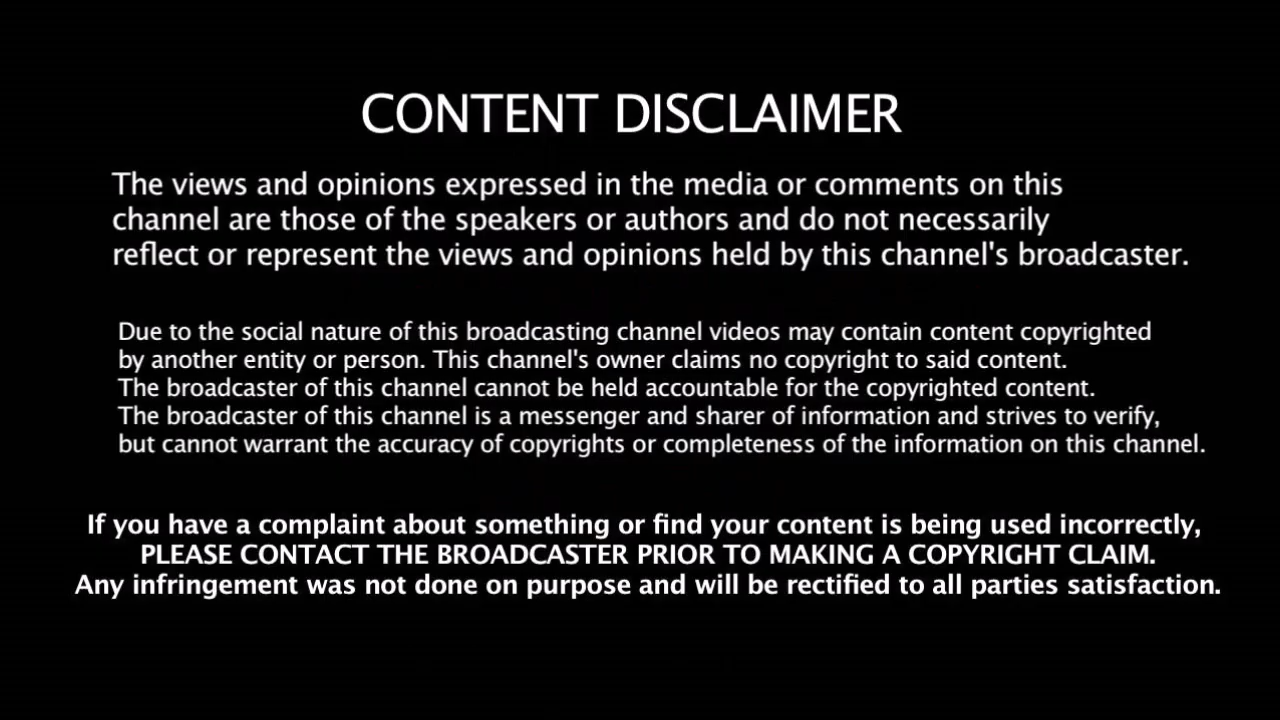 CONTENT DISCLAIMER
The views and opinions expressed in the media or comments on this
channel are those of the speakers or authors and do not necessarily
reflect or represent the views and opinions held by this channel's broadcaster.
Due to the social nature of this broadcasting channel videos may contain content copyrighted
by another entity or person. This channel's owner claims no copyright to said content.
The broadcaster of this channel cannot be held accountable for the copyrighted content.
The broadcaster of this channel is a messenger and sharer of information and strives to verify,
but cannot warrant the accuracy of copyrights or completeness of the information on this channel.
If you have a complaint about something or find your content is being used incorrectly,
PLEASE CONTACT THE BROADCASTER PRIOR TO MAKING A COPYRIGHT CLAIM.
Any infringement was not done on purpose and will be rectified to all parties satisfaction.